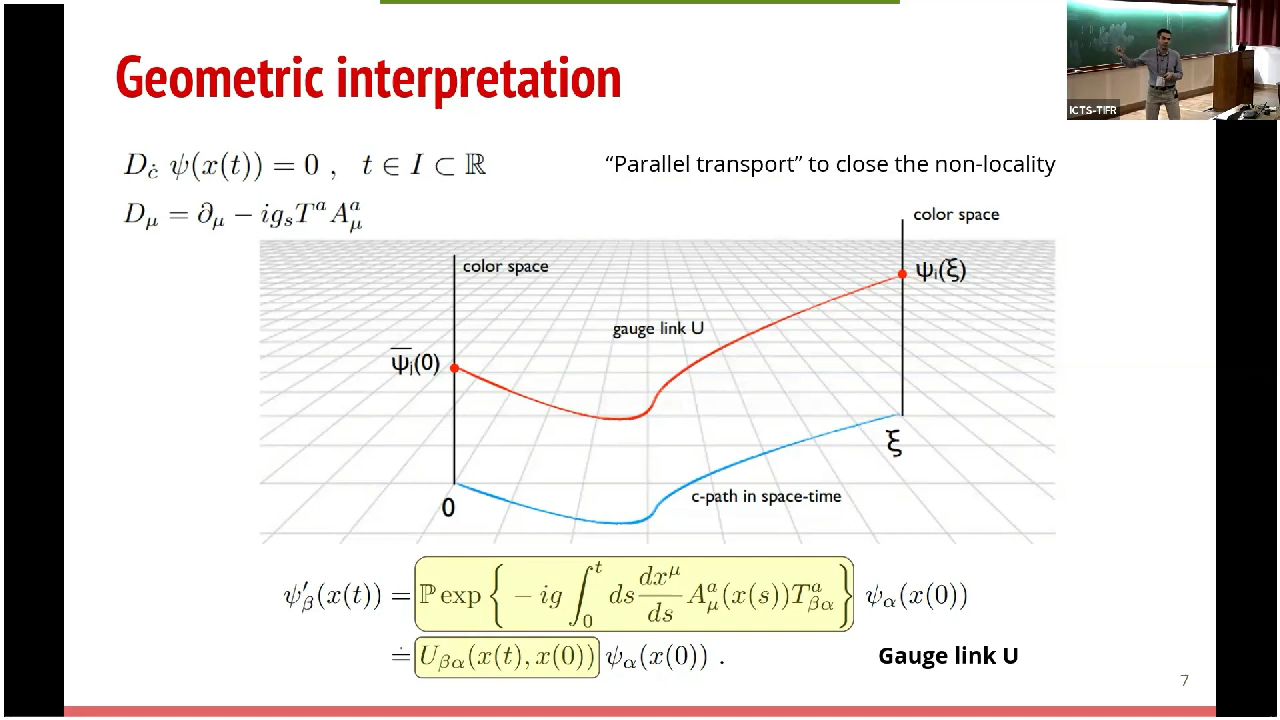 Geometric interpretation
ICTS-TIFR
D_ċ ψ(x(t)) = 0 , t ∈ I ⊂ ℝ
“Parallel transport” to close the non-locality
D_μ = ∂_μ − ig_s T^a A^a_μ
color space
color space
ψ_i(ξ)
gauge link U
ψ̅_j(0)
ξ
c-path in space-time
0
ψ′_β(x(t)) = ℙ exp { − ig ∫_0^t ds dx^μ/ds A^a_μ(x(s))T^a_βα } ψ_α(x(0))
≐ U_βα(x(t), x(0)) ψ_α(x(0)) .
Gauge link U
7